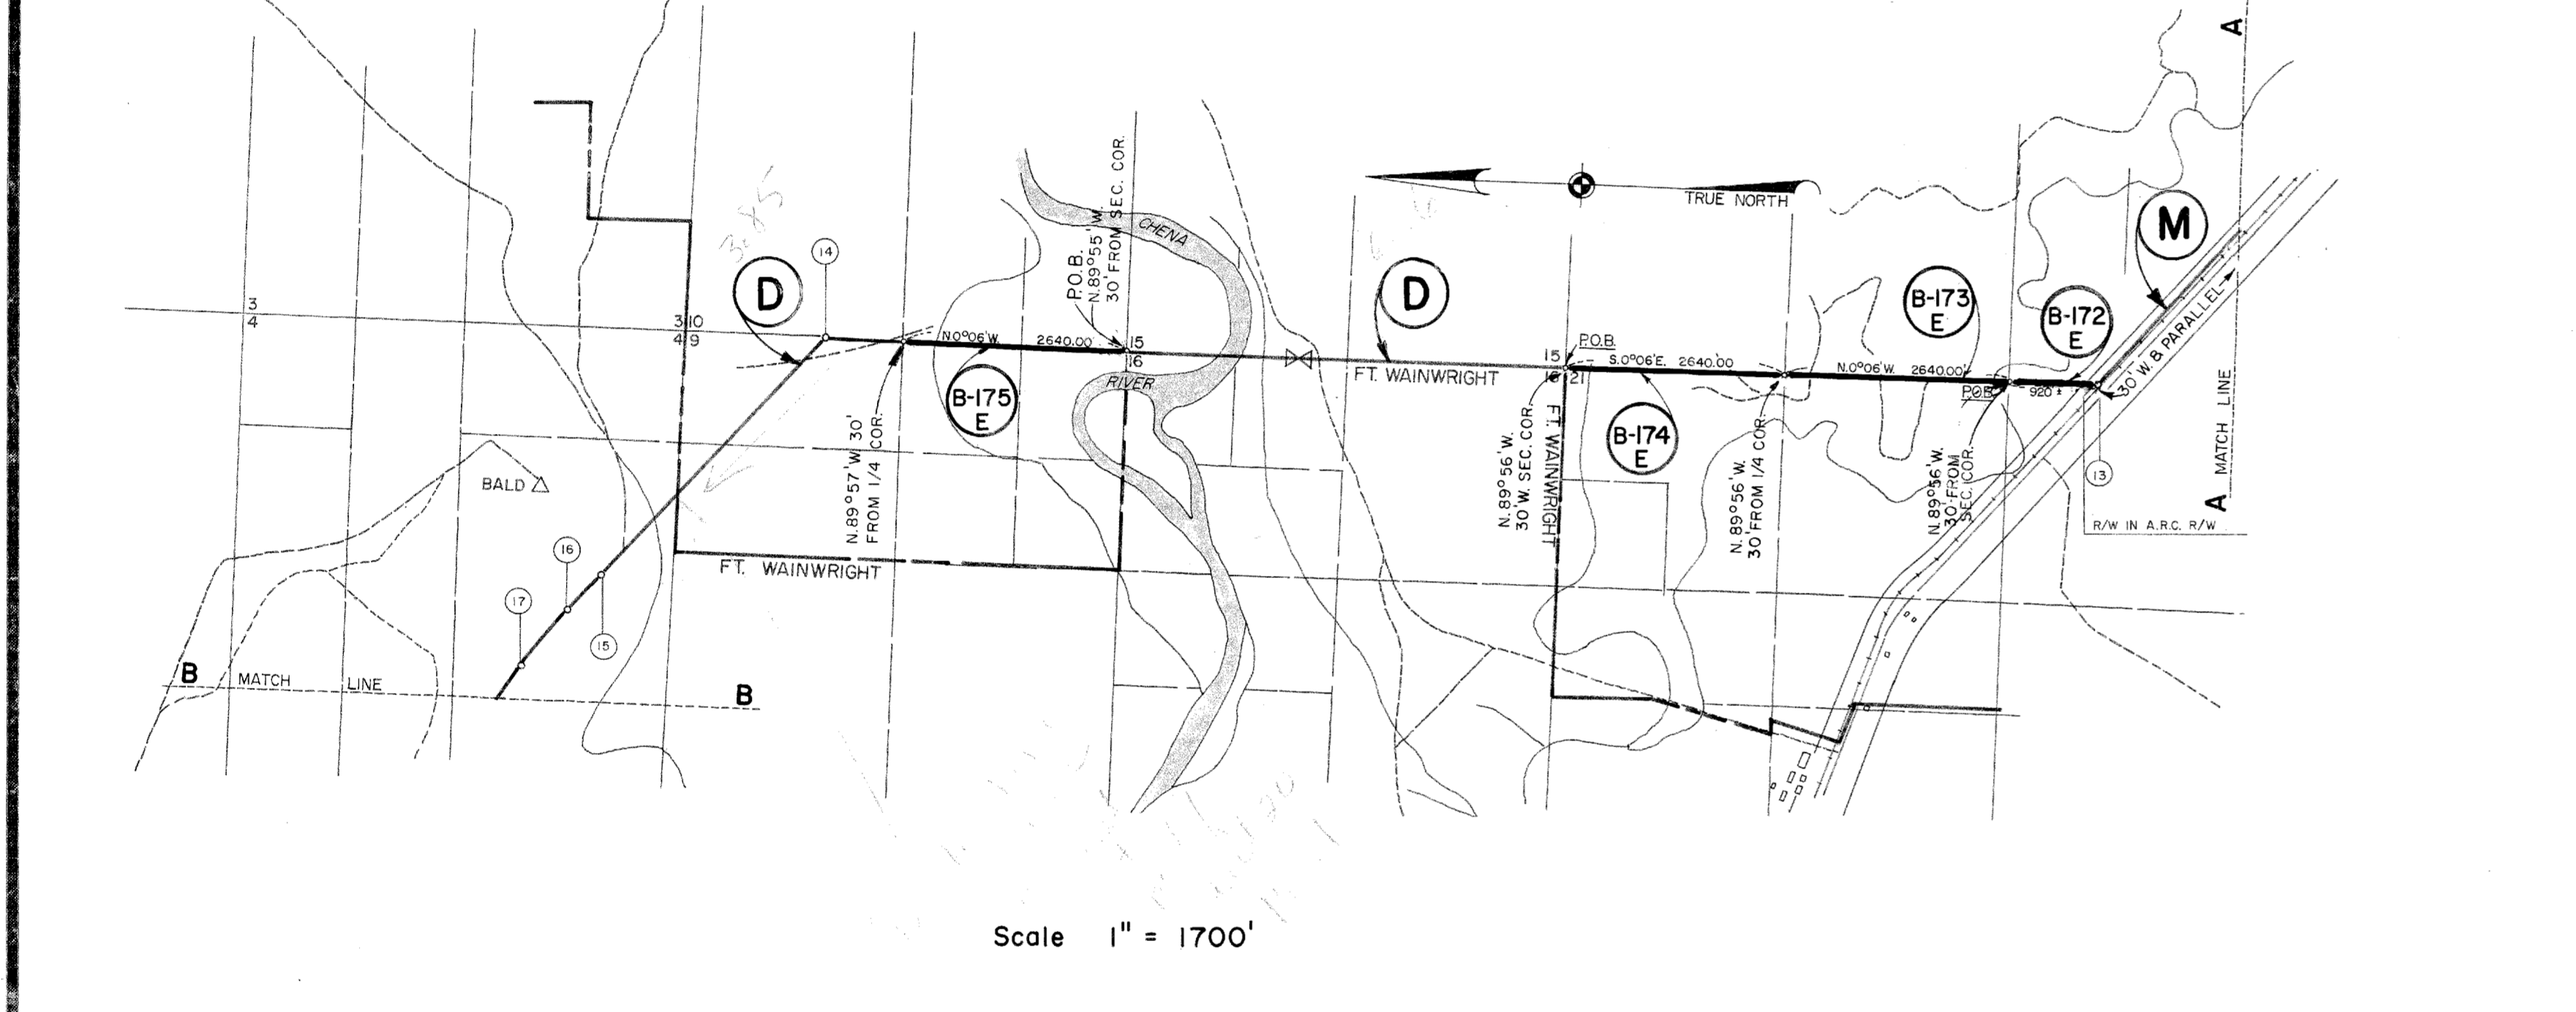 A
3.85
P.O.B.
N.89°55'W.
30' FROM SEC. COR.
CHENA
TRUE NORTH
M
14
D
D
B-173
E
B-172
E
3
4
3|10
4|9
N.0°06'W. 2640.00'
15
16
RIVER
FT. WAINWRIGHT
15
16|21
P.O.B.
S.0°06'E. 2640.00'
N.0°06'W. 2640.00'
P.O.B.
920'±
30' W. & PARALLEL
B-175
E
B-174
E
N.89°57'W. 30'
FROM 1/4 COR.
N.89°56'W.
30' W. SEC. COR.
FT. WAINWRIGHT
N.89°56'W.
30' FROM 1/4 COR.
N.89°56'W.
30' FROM
SEC. COR.
13
MATCH LINE
A
R/W IN A.R.C. R/W
BALD
FT. WAINWRIGHT
16
17
15
B MATCH LINE B
Scale 1" = 1700'